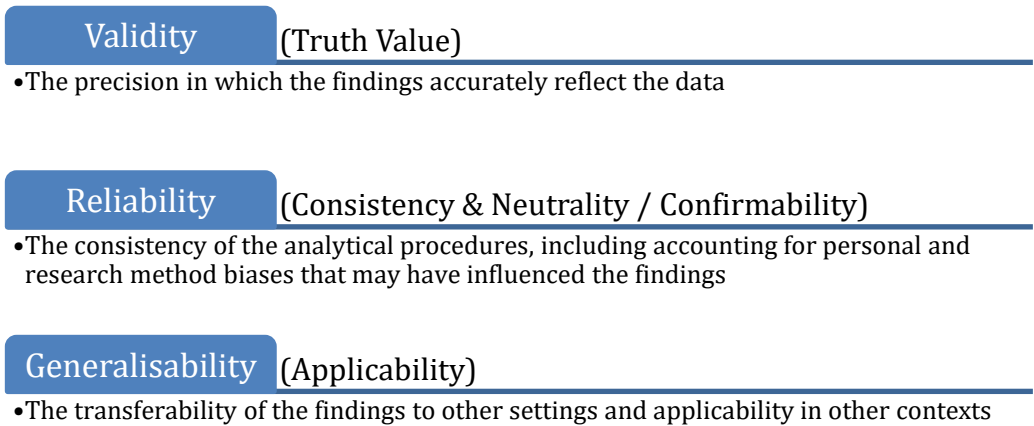 Validity (Truth Value)
•The precision in which the findings accurately reflect the data
Reliability (Consistency & Neutrality / Confirmability)
•The consistency of the analytical procedures, including accounting for personal and
research method biases that may have influenced the findings
Generalisability (Applicability)
•The transferability of the findings to other settings and applicability in other contexts